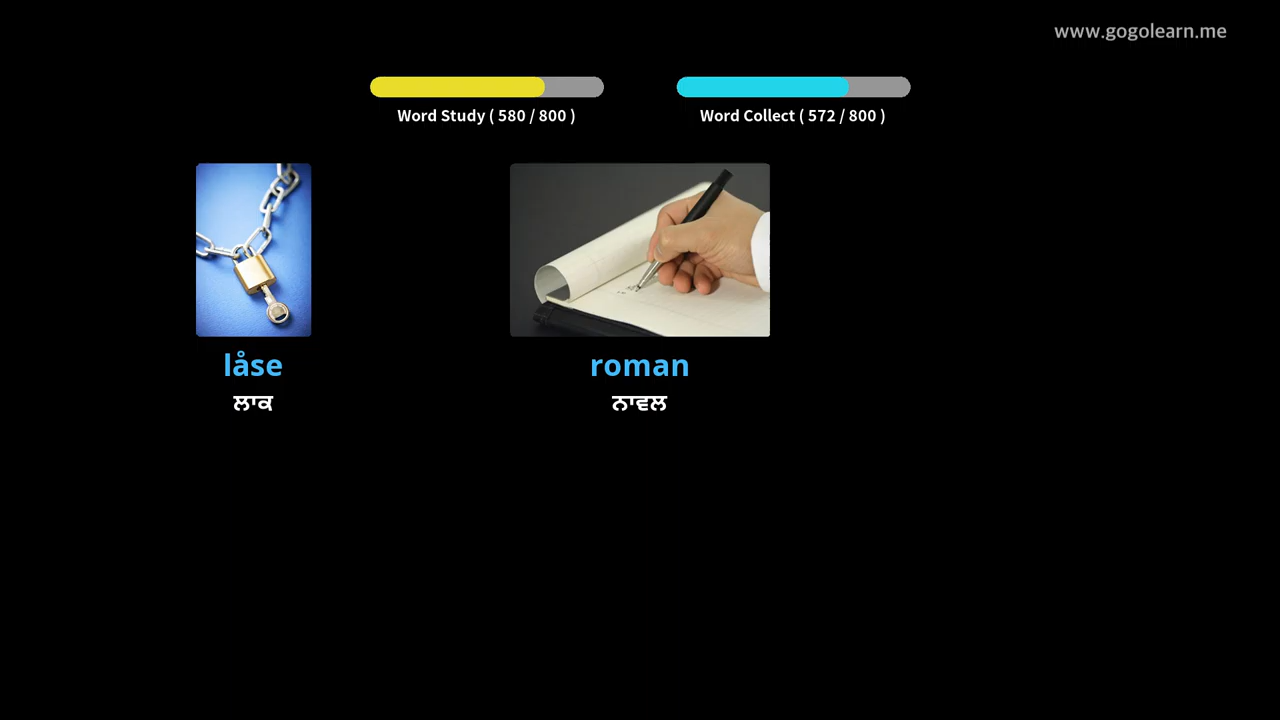 www.gogolearn.me
Word Study ( 580 / 800 )
Word Collect ( 572 / 800 )
låse
roman
ਲਾਕ
ਨਾਵਲ